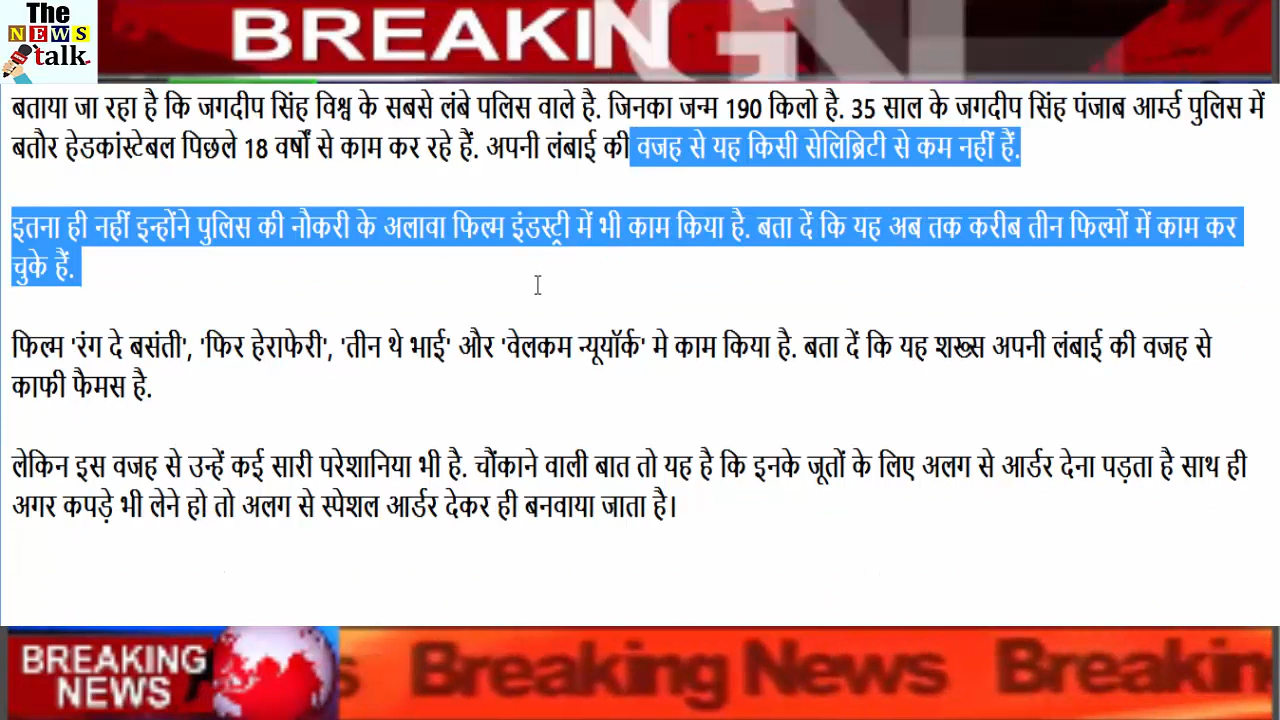 The
NEWS
talk.
BREAKIN
GN
बताया जा रहा है कि जगदीप सिंह विश्व के सबसे लंबे पलिस वाले है. जिनका जन्म 190 किलो है. 35 साल के जगदीप सिंह पंजाब आर्म्ड पुलिस में
बतौर हेडकांस्टेबल पिछले 18 वर्षों से काम कर रहे हैं. अपनी लंबाई की वजह से यह किसी सेलिब्रिटी से कम नहीं हैं.
इतना ही नहीं इन्होंने पुलिस की नौकरी के अलावा फिल्म इंडस्ट्री में भी काम किया है. बता दें कि यह अब तक करीब तीन फिल्मों में काम कर
चुके हैं.
फिल्म 'रंग दे बसंती', 'फिर हेराफेरी', 'तीन थे भाई' और 'वेलकम न्यूयॉर्क' मे काम किया है. बता दें कि यह शख्स अपनी लंबाई की वजह से
काफी फैमस है.
लेकिन इस वजह से उन्हें कई सारी परेशानिया भी है. चौंकाने वाली बात तो यह है कि इनके जूतों के लिए अलग से आर्डर देना पड़ता है साथ ही
अगर कपड़े भी लेने हो तो अलग से स्पेशल आर्डर देकर ही बनवाया जाता है।
BREAKING
NEWS
s Breaking News Breakin